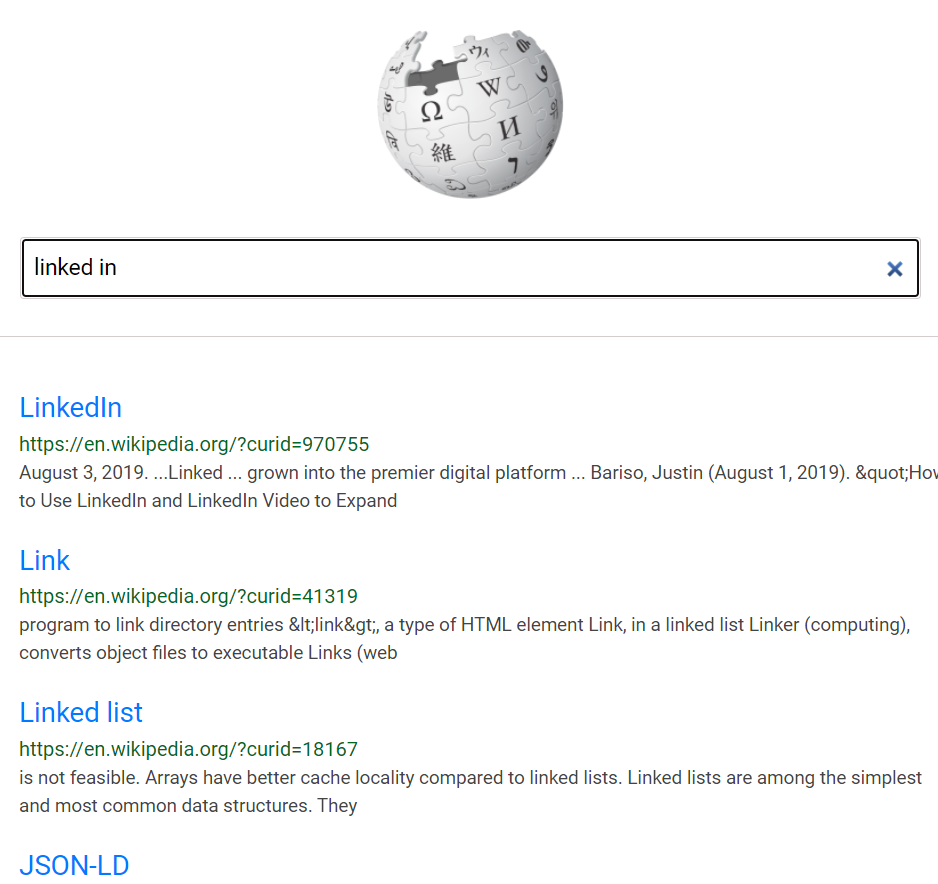 Ω W И 維 ウィ 7
linked in
LinkedIn
https://en.wikipedia.org/?curid=970755
August 3, 2019. ...Linked ... grown into the premier digital platform ... Bariso, Justin (August 1, 2019). &quot;How
to Use LinkedIn and LinkedIn Video to Expand
Link
https://en.wikipedia.org/?curid=41319
program to link directory entries &lt;link&gt;, a type of HTML element Link, in a linked list Linker (computing),
converts object files to executable Links (web
Linked list
https://en.wikipedia.org/?curid=18167
is not feasible. Arrays have better cache locality compared to linked lists. Linked lists are among the simplest
and most common data structures. They
JSON-LD